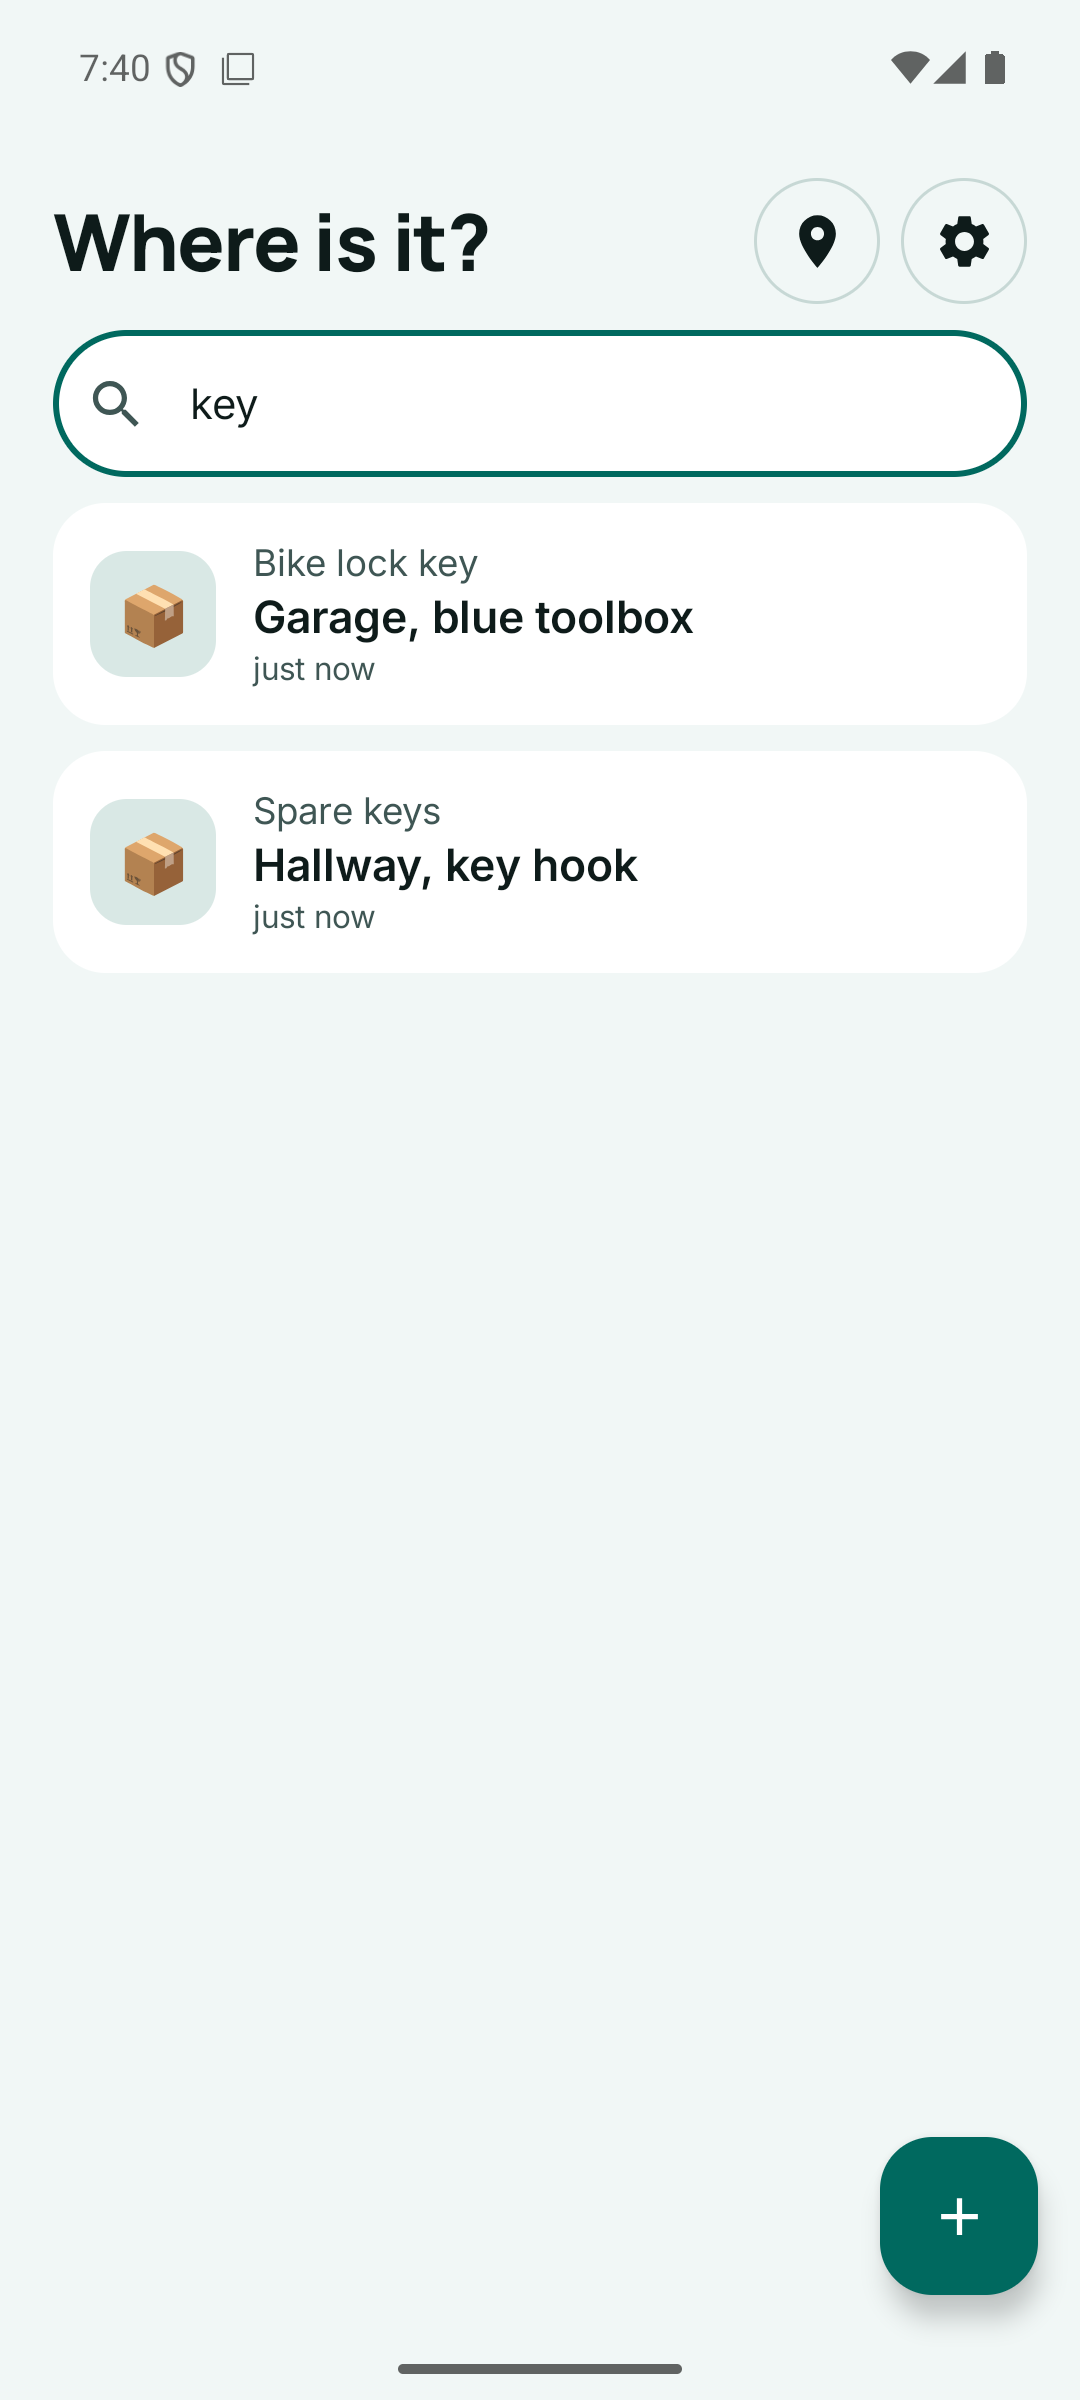 7:40
Where is it?
key
Bike lock key
Garage, blue toolbox
just now
Spare keys
Hallway, key hook
just now